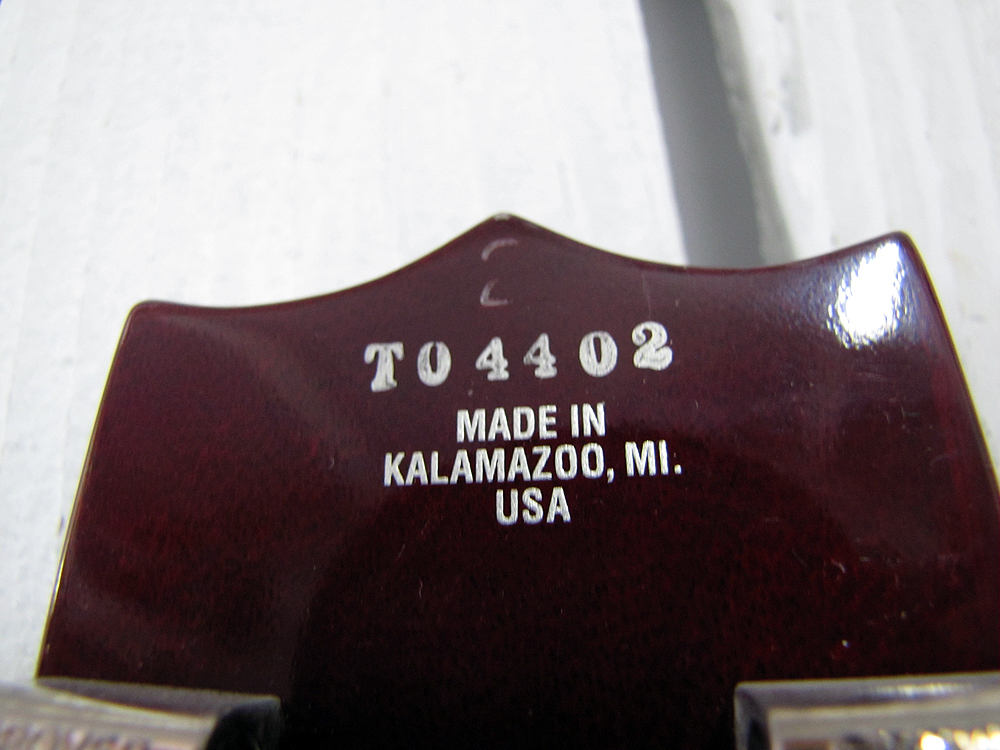 T04402
MADE IN
KALAMAZOO, MI.
USA